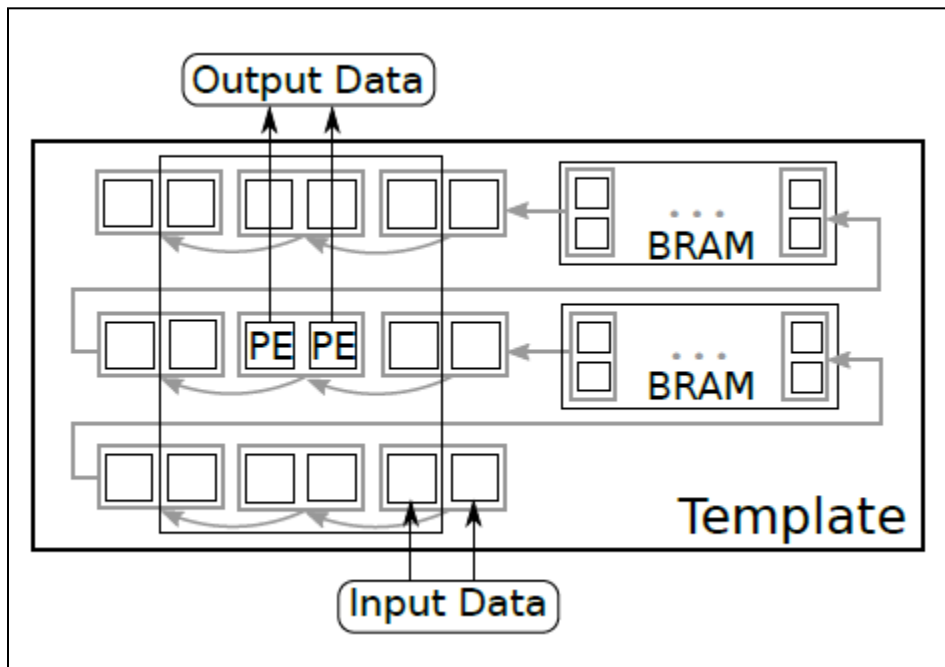 Output Data
...
BRAM
PE PE
...
BRAM
Template
Input Data